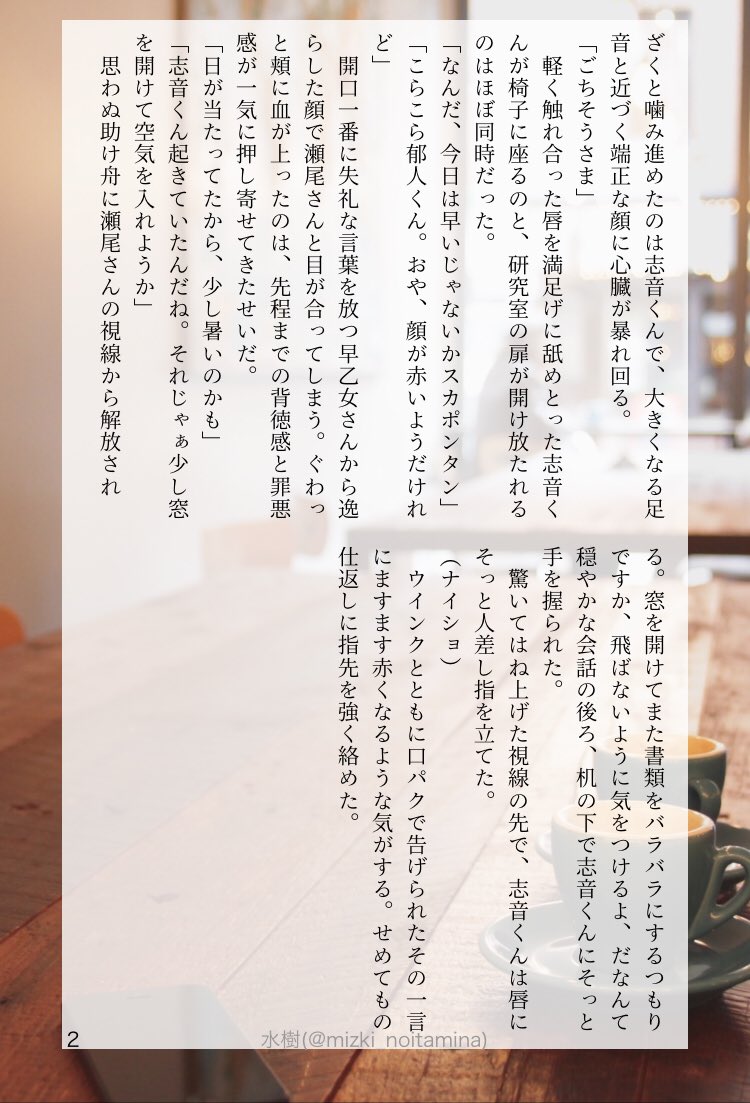 ざくと噛み進めたのは志音くんで、大きくなる足
音と近づく端正な顔に心臓が暴れ回る。
「ごちそうさま」
　軽く触れ合った唇を満足げに舐めとった志音く
んが椅子に座るのと、研究室の扉が開け放たれる
のはほぼ同時だった。
「なんだ、今日は早いじゃないかスカポンタン」
「こらこら郁人くん。おや、顔が赤いようだけれ
ど」
　開口一番に失礼な言葉を放つ早乙女さんから逸
らした顔で瀬尾さんと目が合ってしまう。ぐわっ
と頬に血が上ったのは、先程までの背徳感と罪悪
感が一気に押し寄せてきたせいだ。
「日が当たってたから、少し暑いのかも」
「志音くん起きていたんだね。それじゃぁ少し窓
を開けて空気を入れようか」
　思わぬ助け舟に瀬尾さんの視線から解放され
る。窓を開けてまた書類をバラバラにするつもり
ですか、飛ばないように気をつけるよ、だなんて
穏やかな会話の後ろ、机の下で志音くんにそっと
手を握られた。
　驚いてはね上げた視線の先で、志音くんは唇に
そっと人差し指を立てた。
（ナイショ）
　ウインクとともに口パクで告げられたその一言
にますます赤くなるような気がする。せめてもの
仕返しに指先を強く絡めた。
2
水樹(@mizki_noitamina)